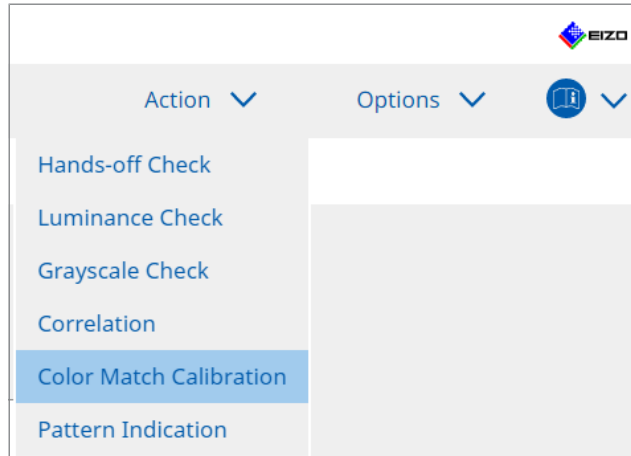 EIZO
Action Options
Hands-off Check
Luminance Check
Grayscale Check
Correlation
Color Match Calibration
Pattern Indication